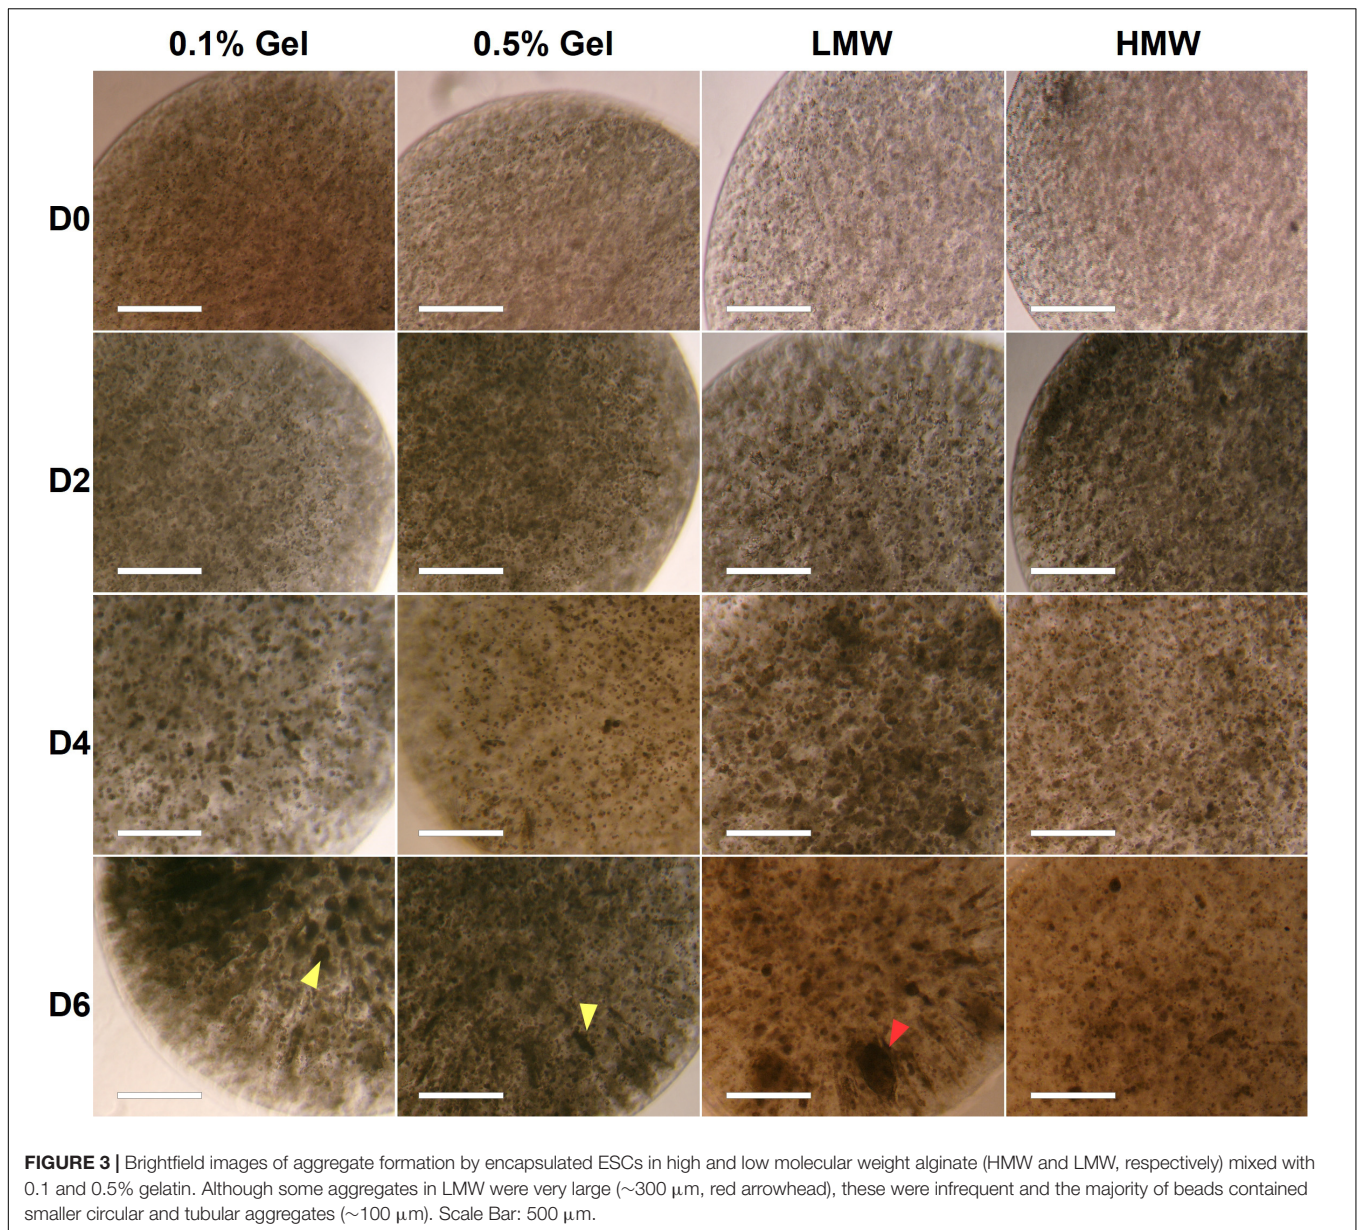 0.1% Gel 0.5% Gel LMW HMW
D0
D2
D4
D6
FIGURE 3 | Brightfield images of aggregate formation by encapsulated ESCs in high and low molecular weight alginate (HMW and LMW, respectively) mixed with
0.1 and 0.5% gelatin. Although some aggregates in LMW were very large (~300 μm, red arrowhead), these were infrequent and the majority of beads contained
smaller circular and tubular aggregates (~100 μm). Scale Bar: 500 μm.